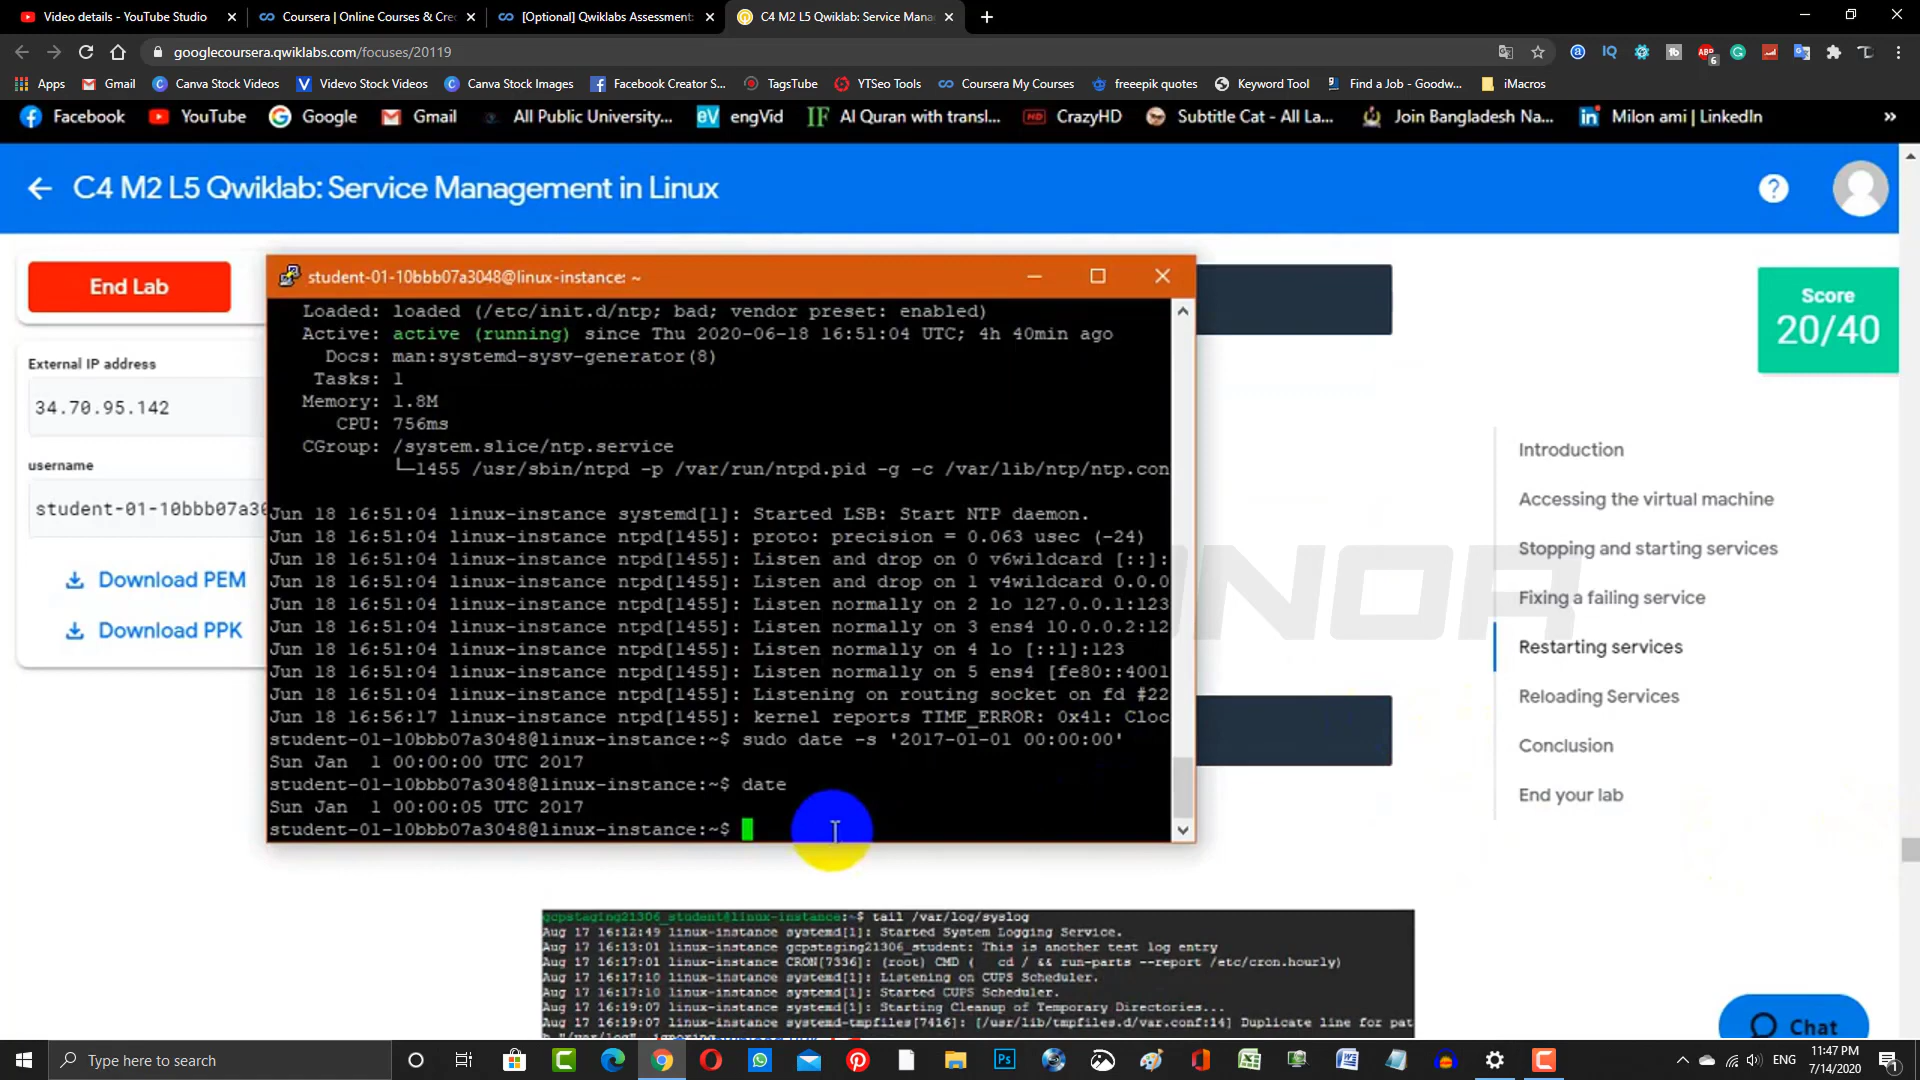 Video details - YouTube Studio
Coursera | Online Courses & Cre
[Optional] Qwiklabs Assessment:
C4 M2 L5 Qwiklab: Service Mana
googlecoursera.qwiklabs.com/focuses/20119
Apps
Gmail
Canva Stock Videos
Videvo Stock Videos
Canva Stock Images
Facebook Creator S...
TagsTube
YTSeo Tools
Coursera My Courses
freeepik quotes
Keyword Tool
Find a Job - Goodw...
iMacros
Facebook
YouTube
Google
Gmail
All Public University...
engVid
Al Quran with transl...
CrazyHD
Subtitle Cat - All La...
Join Bangladesh Na...
Milon ami | LinkedIn
C4 M2 L5 Qwiklab: Service Management in Linux
End Lab
External IP address
34.70.95.142
username
student-01-10bbb07a30
Download PEM
Download PPK
student-01-10bbb07a3048@linux-instance: ~
Loaded: loaded (/etc/init.d/ntp; bad; vendor preset: enabled)
Active: active (running) since Thu 2020-06-18 16:51:04 UTC; 4h 40min ago
Docs: man:systemd-sysv-generator(8)
Tasks: 1
Memory: 1.8M
CPU: 756ms
CGroup: /system.slice/ntp.service
└─1455 /usr/sbin/ntpd -p /var/run/ntpd.pid -g -c /var/lib/ntp/ntp.con
Jun 18 16:51:04 linux-instance systemd[1]: Started LSB: Start NTP daemon.
Jun 18 16:51:04 linux-instance ntpd[1455]: proto: precision = 0.063 usec (-24)
Jun 18 16:51:04 linux-instance ntpd[1455]: Listen and drop on 0 v6wildcard [::]:
Jun 18 16:51:04 linux-instance ntpd[1455]: Listen and drop on 1 v4wildcard 0.0.0
Jun 18 16:51:04 linux-instance ntpd[1455]: Listen normally on 2 lo 127.0.0.1:123
Jun 18 16:51:04 linux-instance ntpd[1455]: Listen normally on 3 ens4 10.0.0.2:12
Jun 18 16:51:04 linux-instance ntpd[1455]: Listen normally on 4 lo [::1]:123
Jun 18 16:51:04 linux-instance ntpd[1455]: Listen normally on 5 ens4 [fe80::4001
Jun 18 16:51:04 linux-instance ntpd[1455]: Listening on routing socket on fd #22
Jun 18 16:56:17 linux-instance ntpd[1455]: kernel reports TIME_ERROR: 0x41: Cloc
student-01-10bbb07a3048@linux-instance:~$ sudo date -s '2017-01-01 00:00:00'
Sun Jan  1 00:00:00 UTC 2017
student-01-10bbb07a3048@linux-instance:~$ date
Sun Jan  1 00:00:05 UTC 2017
student-01-10bbb07a3048@linux-instance:~$
Score
20/40
Introduction
Accessing the virtual machine
Stopping and starting services
Fixing a failing service
Restarting services
Reloading Services
Conclusion
End your lab
gcpstaging21306_student@linux-instance:~$ tail /var/log/syslog
Aug 17 16:12:49 linux-instance systemd[1]: Started System Logging Service.
Aug 17 16:13:01 linux-instance gcpstaging21306_student: This is another test log entry
Aug 17 16:17:01 linux-instance CRON[7336]: (root) CMD (   cd / && run-parts --report /etc/cron.hourly)
Aug 17 16:17:10 linux-instance systemd[1]: Listening on CUPS Scheduler.
Aug 17 16:17:10 linux-instance systemd[1]: Started CUPS Scheduler.
Aug 17 16:19:07 linux-instance systemd[1]: Starting Cleanup of Temporary Directories...
Aug 17 16:19:07 linux-instance systemd-tmpfiles[7416]: [/usr/lib/tmpfiles.d/var.conf:14] Duplicate line for pat
Chat
Type here to search
ENG
11:47 PM
7/14/2020